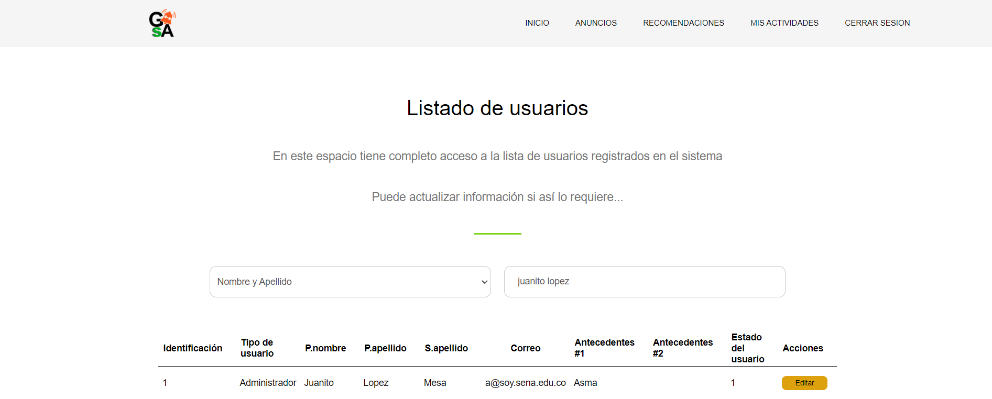 GS
SA
INICIO ANUNCIOS RECOMENDACIONES MIS ACTIVIDADES CERRAR SESION
Listado de usuarios
En este espacio tiene completo acceso a la lista de usuarios registrados en el sistema
Puede actualizar información si así lo requiere...
Nombre y Apellido juanito lopez
Identificación Tipo de usuario P.nombre P.apellido S.apellido Correo Antecedentes #1 Antecedentes #2 Estado del usuario Acciones
1 Administrador Juanito Lopez Mesa a@soy.sena.edu.co Asma 1 Editar